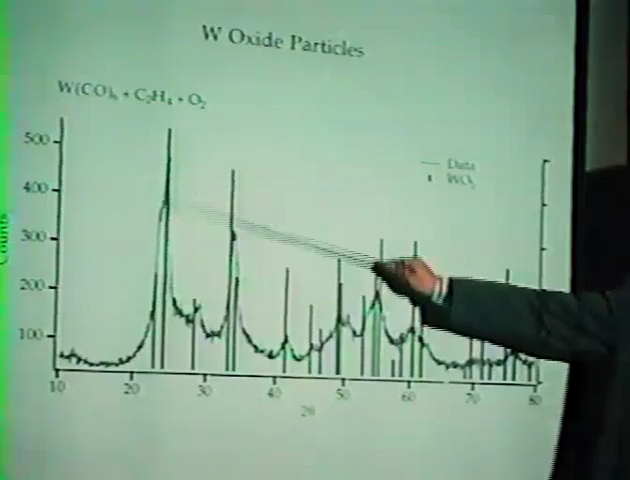 W Oxide Particles
W(CO)₆ + C₂H₄ + O₂
Data
WO₃
500
400
300
200
100
Counts
10 20 30 40 50 60 70 80
2θ